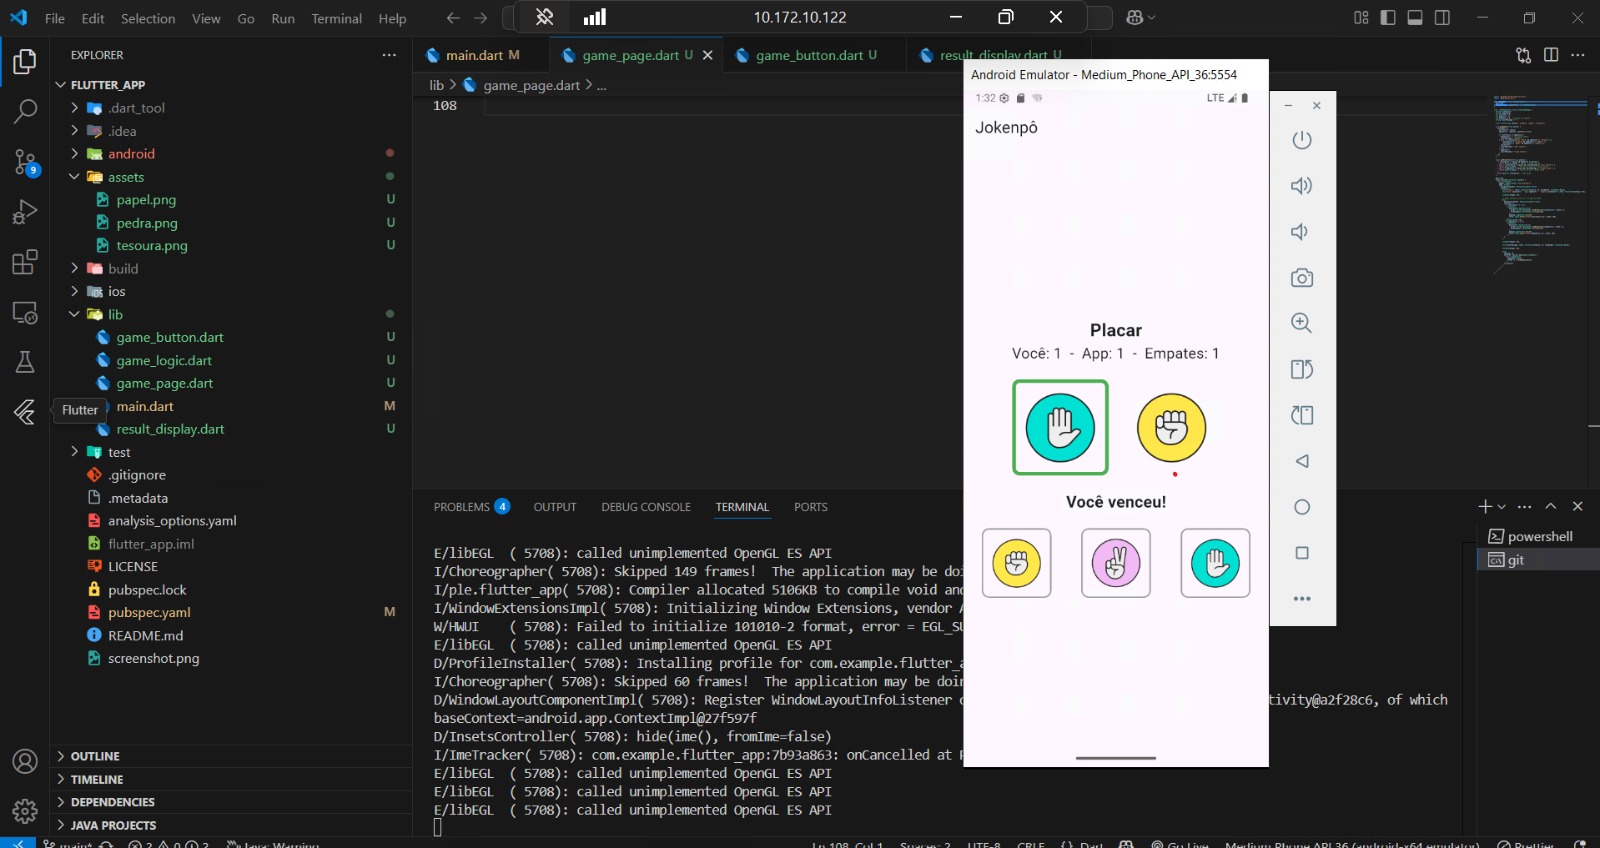 File Edit Selection View Go Run Terminal Help
10.172.10.122
EXPLORER
main.dart M
game_page.dart U
game_button.dart U
result_display.dart U
lib > game_page.dart > ...
108
FLUTTER_APP
.dart_tool
.idea
android
assets
papel.png U
pedra.png U
tesoura.png U
build
ios
lib
game_button.dart U
game_logic.dart U
game_page.dart U
Flutter
main.dart M
result_display.dart U
test
.gitignore
.metadata
analysis_options.yaml
flutter_app.iml
LICENSE
pubspec.lock
pubspec.yaml M
README.md
screenshot.png
OUTLINE
TIMELINE
DEPENDENCIES
JAVA PROJECTS
9
Android Emulator - Medium_Phone_API_36:5554
1:32
LTE
Jokenpô
Placar
Você: 1 - App: 1 - Empates: 1
Você venceu!
PROBLEMS 4 OUTPUT DEBUG CONSOLE TERMINAL PORTS
powershell
git
E/libEGL ( 5708): called unimplemented OpenGL ES API
I/Choreographer( 5708): Skipped 149 frames! The application may be doi
I/ple.flutter_app( 5708): Compiler allocated 5106KB to compile void an
I/WindowExtensionsImpl( 5708): Initializing Window Extensions, vendor
W/HWUI ( 5708): Failed to initialize 101010-2 format, error = EGL_SU
E/libEGL ( 5708): called unimplemented OpenGL ES API
D/ProfileInstaller( 5708): Installing profile for com.example.flutter_a
I/Choreographer( 5708): Skipped 60 frames! The application may be doin
D/WindowLayoutComponentImpl( 5708): Register WindowLayoutInfoListener tivity@a2f28c6, of which
baseContext=android.app.ContextImpl@27f597f
D/InsetsController( 5708): hide(ime(), fromIme=false)
I/ImeTracker( 5708): com.example.flutter_app:7b93a863: onCancelled at
E/libEGL ( 5708): called unimplemented OpenGL ES API
E/libEGL ( 5708): called unimplemented OpenGL ES API
E/libEGL ( 5708): called unimplemented OpenGL ES API
main* 2 0 2 Java: Warning Ln 108, Col 1 Spaces: 2 UTF-8 CRLF {} Dart Go Live Medium Phone API 36 (android-x64 emulator) Prettier